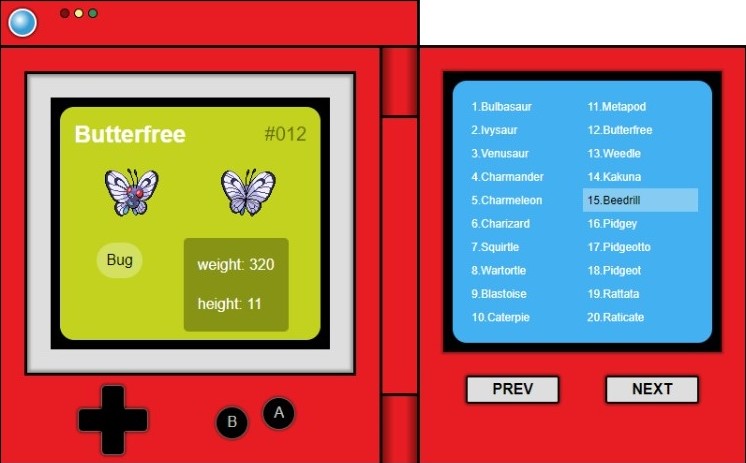 Butterfree #012
Bug
weight: 320
height: 11
B
A
1.Bulbasaur
2.Ivysaur
3.Venusaur
4.Charmander
5.Charmeleon
6.Charizard
7.Squirtle
8.Wartortle
9.Blastoise
10.Caterpie
11.Metapod
12.Butterfree
13.Weedle
14.Kakuna
15.Beedrill
16.Pidgey
17.Pidgeotto
18.Pidgeot
19.Rattata
20.Raticate
PREV
NEXT